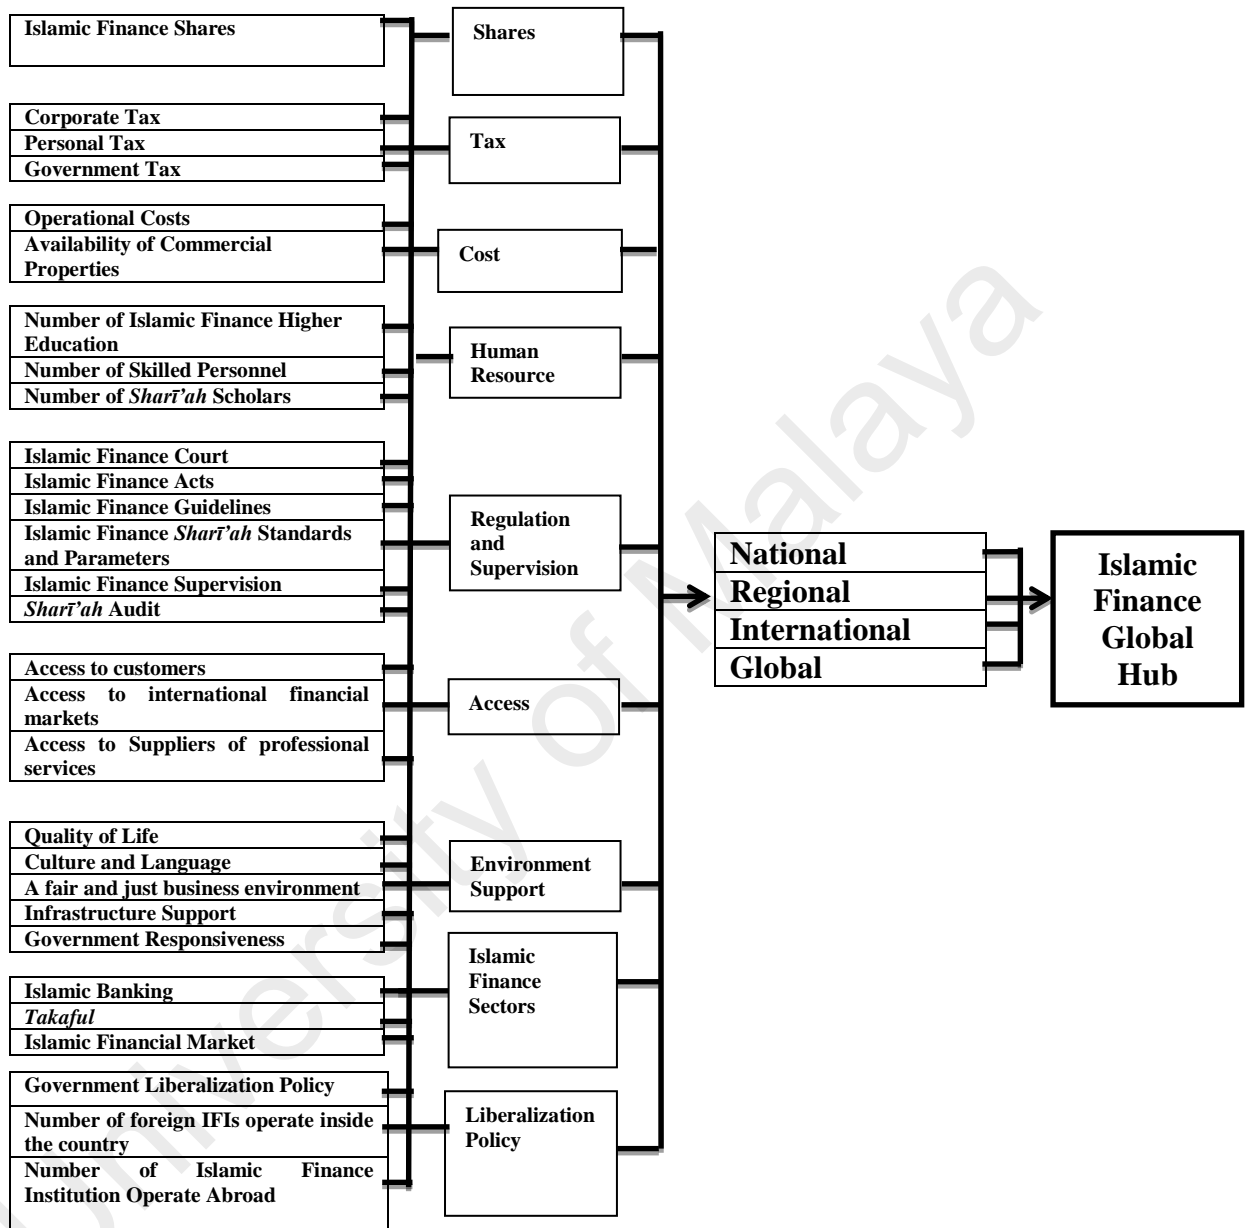 Islamic Finance Shares
Corporate Tax
Personal Tax
Government Tax
Operational Costs
Availability of Commercial
Properties
Number of Islamic Finance Higher
Education
Number of Skilled Personnel
Number of Sharī’ah Scholars
Islamic Finance Court
Islamic Finance Acts
Islamic Finance Guidelines
Islamic Finance Sharī’ah Standards
and Parameters
Islamic Finance Supervision
Sharī’ah Audit
Access to customers
Access to international financial
markets
Access to Suppliers of professional
services
Quality of Life
Culture and Language
A fair and just business environment
Infrastructure Support
Government Responsiveness
Islamic Banking
Takaful
Islamic Financial Market
Government Liberalization Policy
Number of foreign IFIs operate inside
the country
Number of Islamic Finance
Institution Operate Abroad
Shares
Tax
Cost
Human
Resource
Regulation
and
Supervision
Access
Environment
Support
Islamic
Finance
Sectors
Liberalization
Policy
National
Regional
International
Global
Islamic
Finance
Global
Hub
University of Malaya